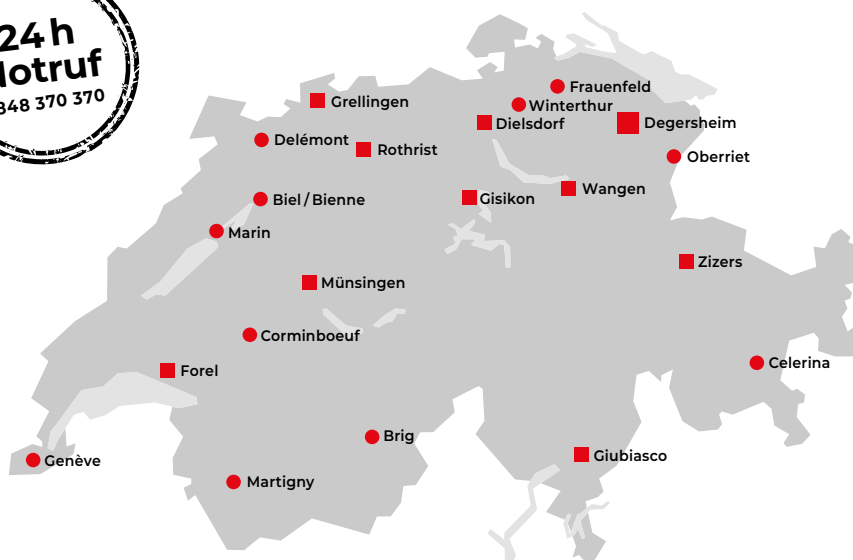 24 h
Notruf
848 370 370
Frauenfeld
Winterthur
Grellingen
Dielsdorf
Degersheim
Delémont
Rothrist
Oberriet
Wangen
Biel / Bienne
Gisikon
Marin
Zizers
Münsingen
Corminboeuf
Celerina
Forel
Brig
Giubiasco
Genève
Martigny